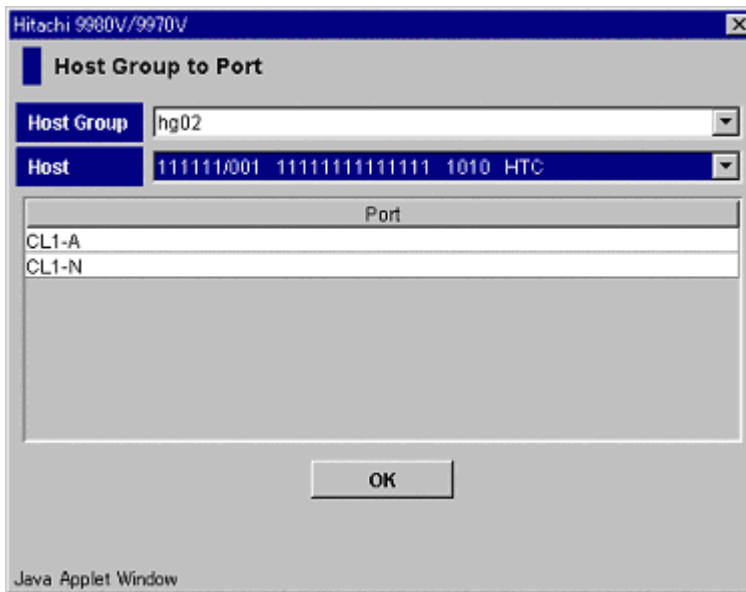 Hitachi 9980V/9970V
Host Group to Port
Host Group hg02
Host 111111/001 11111111111111 1010 HTC
Port
CL1-A
CL1-N
OK
Java Applet Window